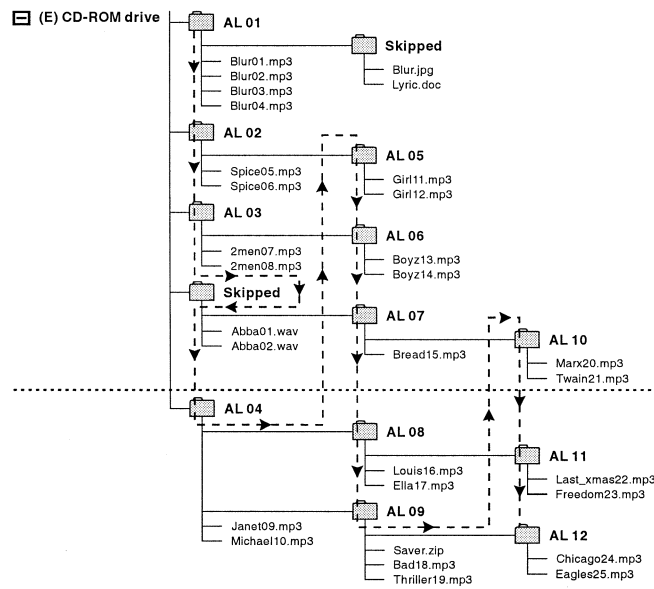 (E) CD-ROM drive
AL 01
Blur01.mp3
Blur02.mp3
Blur03.mp3
Blur04.mp3
Skipped
Blur.jpg
Lyric.doc
AL 02
Spice05.mp3
Spice06.mp3
AL 05
Girl11.mp3
Girl12.mp3
AL 03
2men07.mp3
2men08.mp3
AL 06
Boyz13.mp3
Boyz14.mp3
Skipped
Abba01.wav
Abba02.wav
AL 07
Bread15.mp3
AL 10
Marx20.mp3
Twain21.mp3
AL 04
Janet09.mp3
Michael10.mp3
AL 08
Louis16.mp3
Ella17.mp3
AL 11
Last_xmas22.mp3
Freedom23.mp3
AL 09
Saver.zip
Bad18.mp3
Thriller19.mp3
AL 12
Chicago24.mp3
Eagles25.mp3